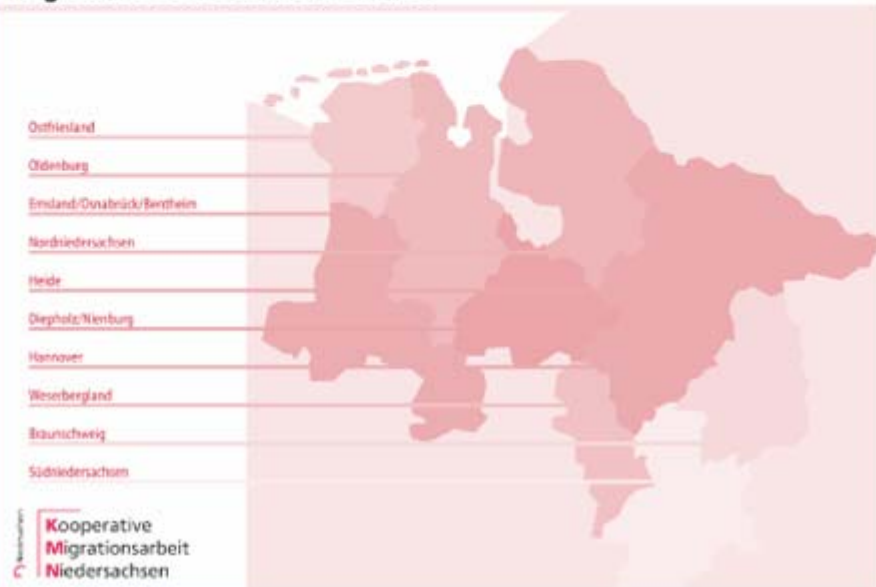 Ostfriesland
Oldenburg
Emsland/Osnabrück/Bentheim
Nordniedersachsen
Heide
Diepholz/Nienburg
Hannover
Weserbergland
Braunschweig
Südniedersachsen
Kooperative
Migrationsarbeit
Niedersachsen